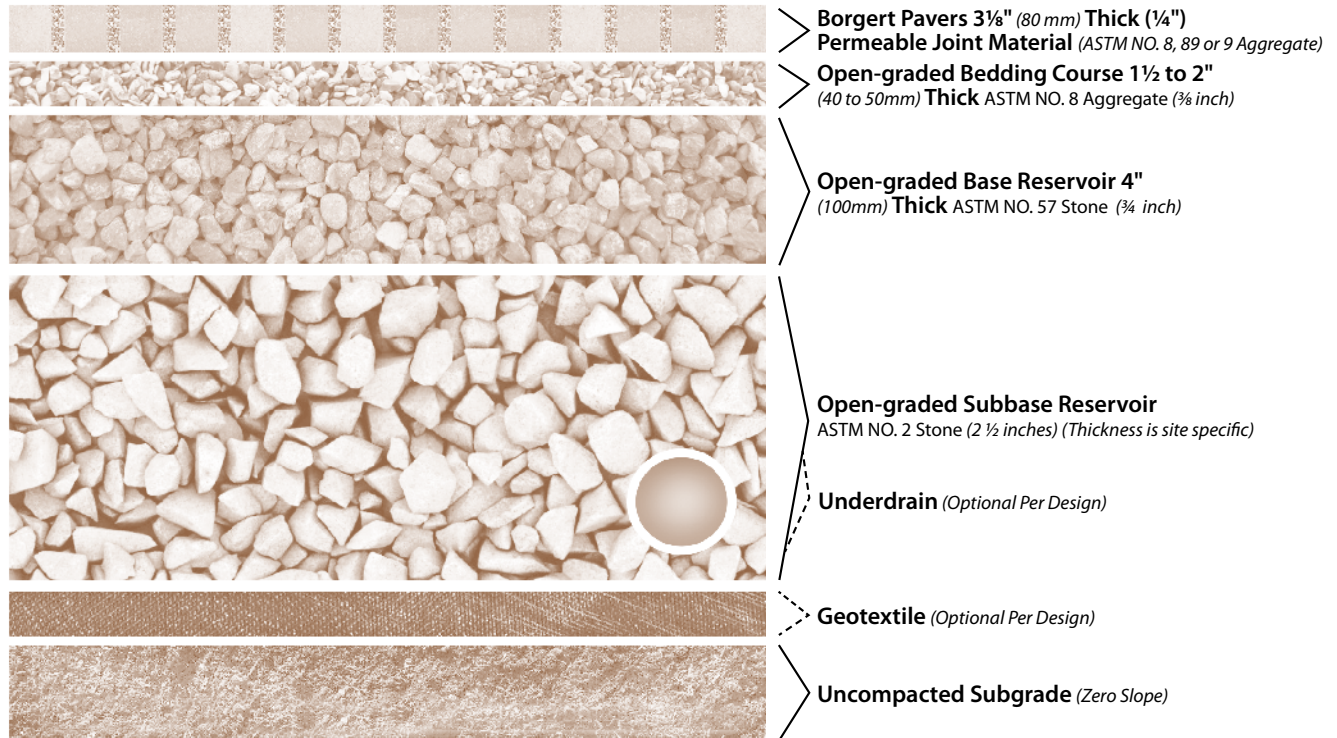 Borgert Pavers 3⅛" (80 mm) Thick (¼")
Permeable Joint Material (ASTM NO. 8, 89 or 9 Aggregate)
Open-graded Bedding Course 1½ to 2"
(40 to 50mm) Thick ASTM NO. 8 Aggregate (⅜ inch)
Open-graded Base Reservoir 4"
(100mm) Thick ASTM NO. 57 Stone (¾ inch)
Open-graded Subbase Reservoir
ASTM NO. 2 Stone (2 ½ inches) (Thickness is site specific)
Underdrain (Optional Per Design)
Geotextile (Optional Per Design)
Uncompacted Subgrade (Zero Slope)